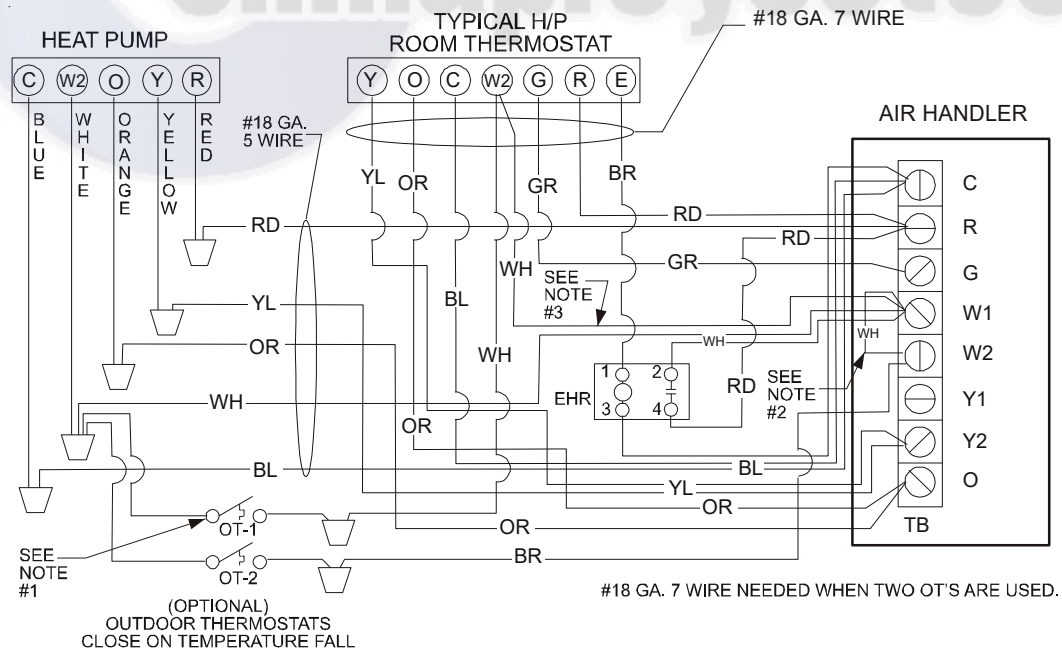 HEAT PUMP
C W2 O Y R
BLUE
WHITE
ORANGE
YELLOW
RED
#18 GA.
5 WIRE
TYPICAL H/P
ROOM THERMOSTAT
Y O C W2 G R E
#18 GA. 7 WIRE
AIR HANDLER
C
R
G
W1
W2
Y1
Y2
O
TB
YL
OR
GR
BR
RD
RD
RD
GR
WH
SEE
NOTE
#3
BL
YL
OR
WH
WH
WH
SEE
NOTE
#2
RD
EHR
1
2
3
4
WH
OR
BL
BL
YL
OR
OR
BR
OT-1
OT-2
SEE
NOTE
#1
(OPTIONAL)
OUTDOOR THERMOSTATS
CLOSE ON TEMPERATURE FALL
#18 GA. 7 WIRE NEEDED WHEN TWO OT'S ARE USED.